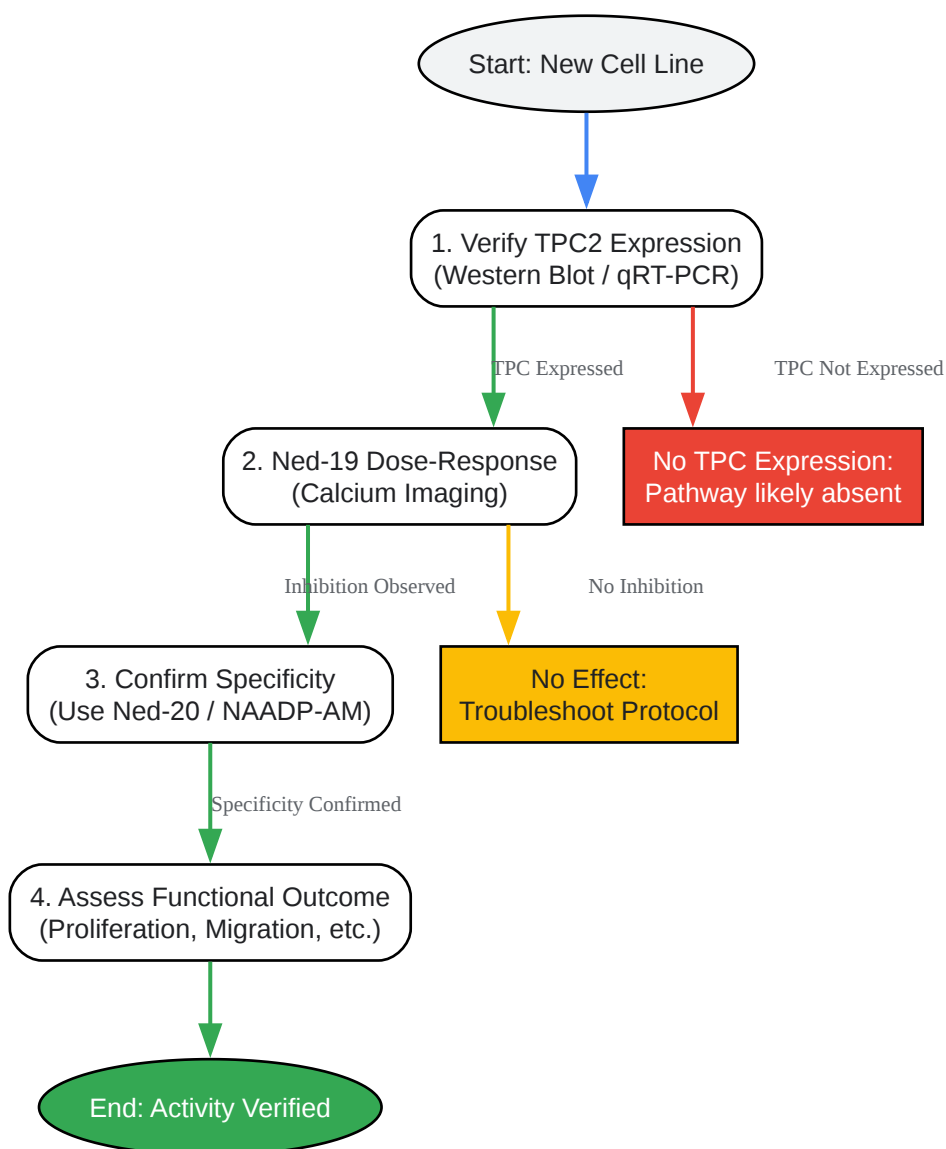 Start: New Cell Line
1. Verify TPC2 Expression
(Western Blot / qRT-PCR)
TPC Expressed
TPC Not Expressed
2. Ned-19 Dose-Response
(Calcium Imaging)
No TPC Expression:
Pathway likely absent
Inhibition Observed
No Inhibition
3. Confirm Specificity
(Use Ned-20 / NAADP-AM)
No Effect:
Troubleshoot Protocol
Specificity Confirmed
4. Assess Functional Outcome
(Proliferation, Migration, etc.)
End: Activity Verified